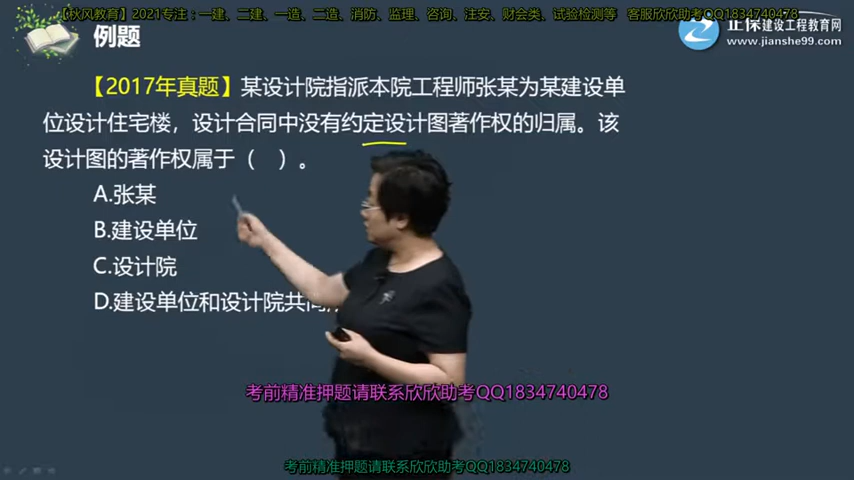 【秋风教育】2021专注：一建、二建、一造、二造、消防、监理、咨询、注安、财会类、试验检测等 客服欣欣助考QQ1834740478
例题
正保建设工程教育网
www.jianshe99.com
【2017年真题】某设计院指派本院工程师张某为某建设单
位设计住宅楼，设计合同中没有约定设计图著作权的归属。该
设计图的著作权属于（ ）。
A.张某
B.建设单位
C.设计院
D.建设单位和设计院共同
考前精准押题请联系欣欣助考QQ1834740478
考前精准押题请联系欣欣助考QQ1834740478